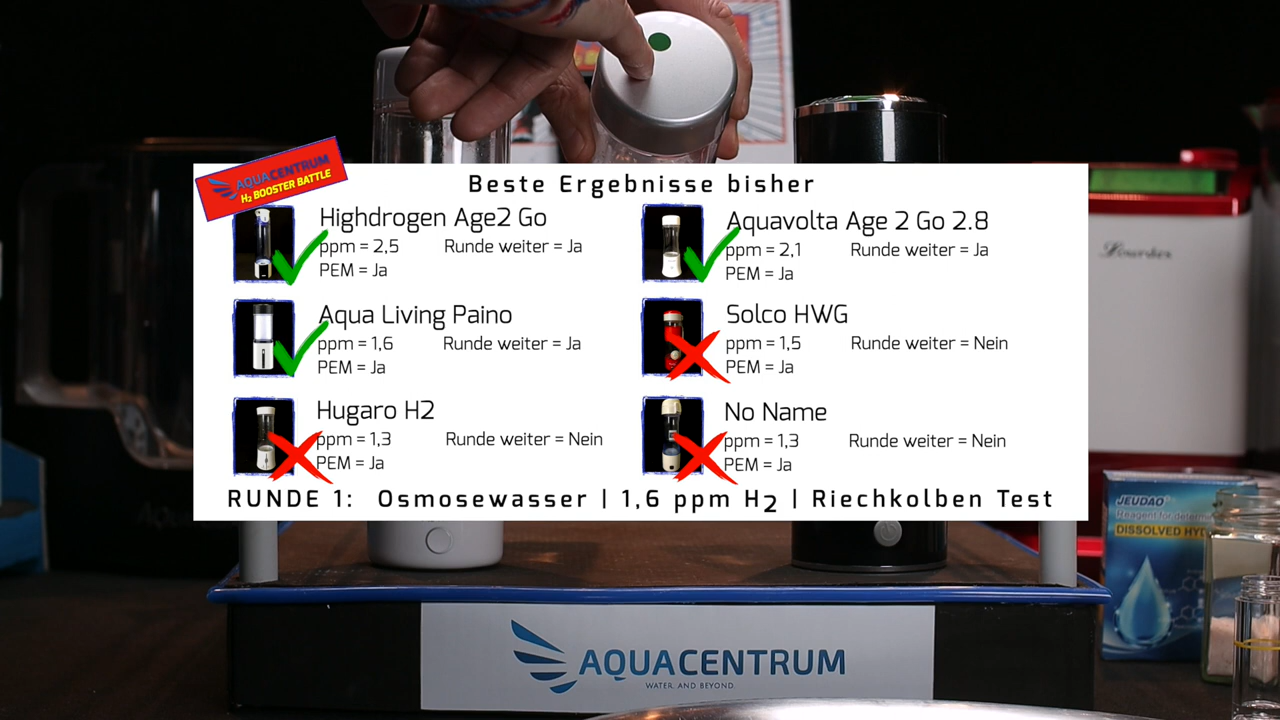 AQUACENTRUM
H₂ BOOSTER BATTLE
Beste Ergebnisse bisher
Highdrogen Age2 Go
ppm = 2,5 Runde weiter = Ja
PEM = Ja
Aquavolta Age 2 Go 2.8
ppm = 2,1 Runde weiter = Ja
PEM = Ja
Aqua Living Paino
ppm = 1,6 Runde weiter = Ja
PEM = Ja
Solco HWG
ppm = 1,5 Runde weiter = Nein
PEM = Ja
Hugaro H2
ppm = 1,3 Runde weiter = Nein
PEM = Ja
No Name
ppm = 1,3 Runde weiter = Nein
PEM = Ja
RUNDE 1: Osmosewasser | 1,6 ppm H₂ | Riechkolben Test
Lourdes
JEUDAO
Reagent for determ
DISSOLVED HY
AQUACENTRUM
WATER. AND BEYOND.